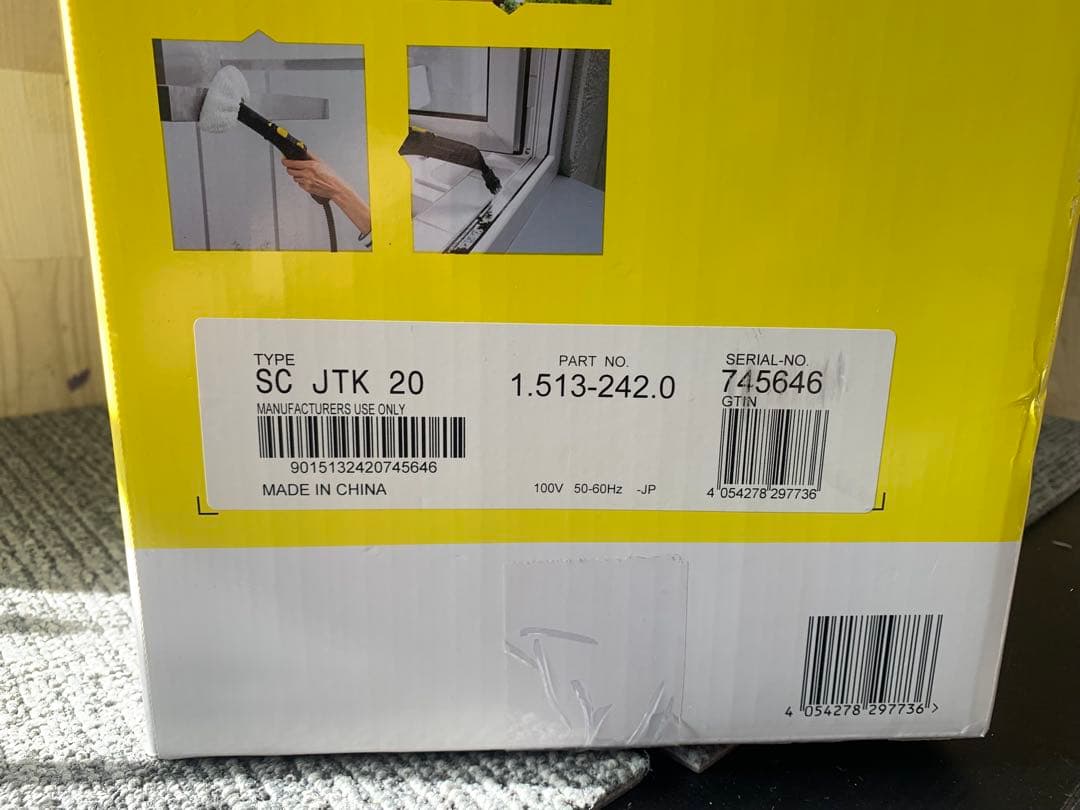 TYPE
SC JTK 20
MANUFACTURERS USE ONLY
9015132420745646
MADE IN CHINA
PART NO.
1.513-242.0
100V 50-60Hz -JP
SERIAL-NO.
745646
GTIN
4 054278 297736
4 054278 297736 >